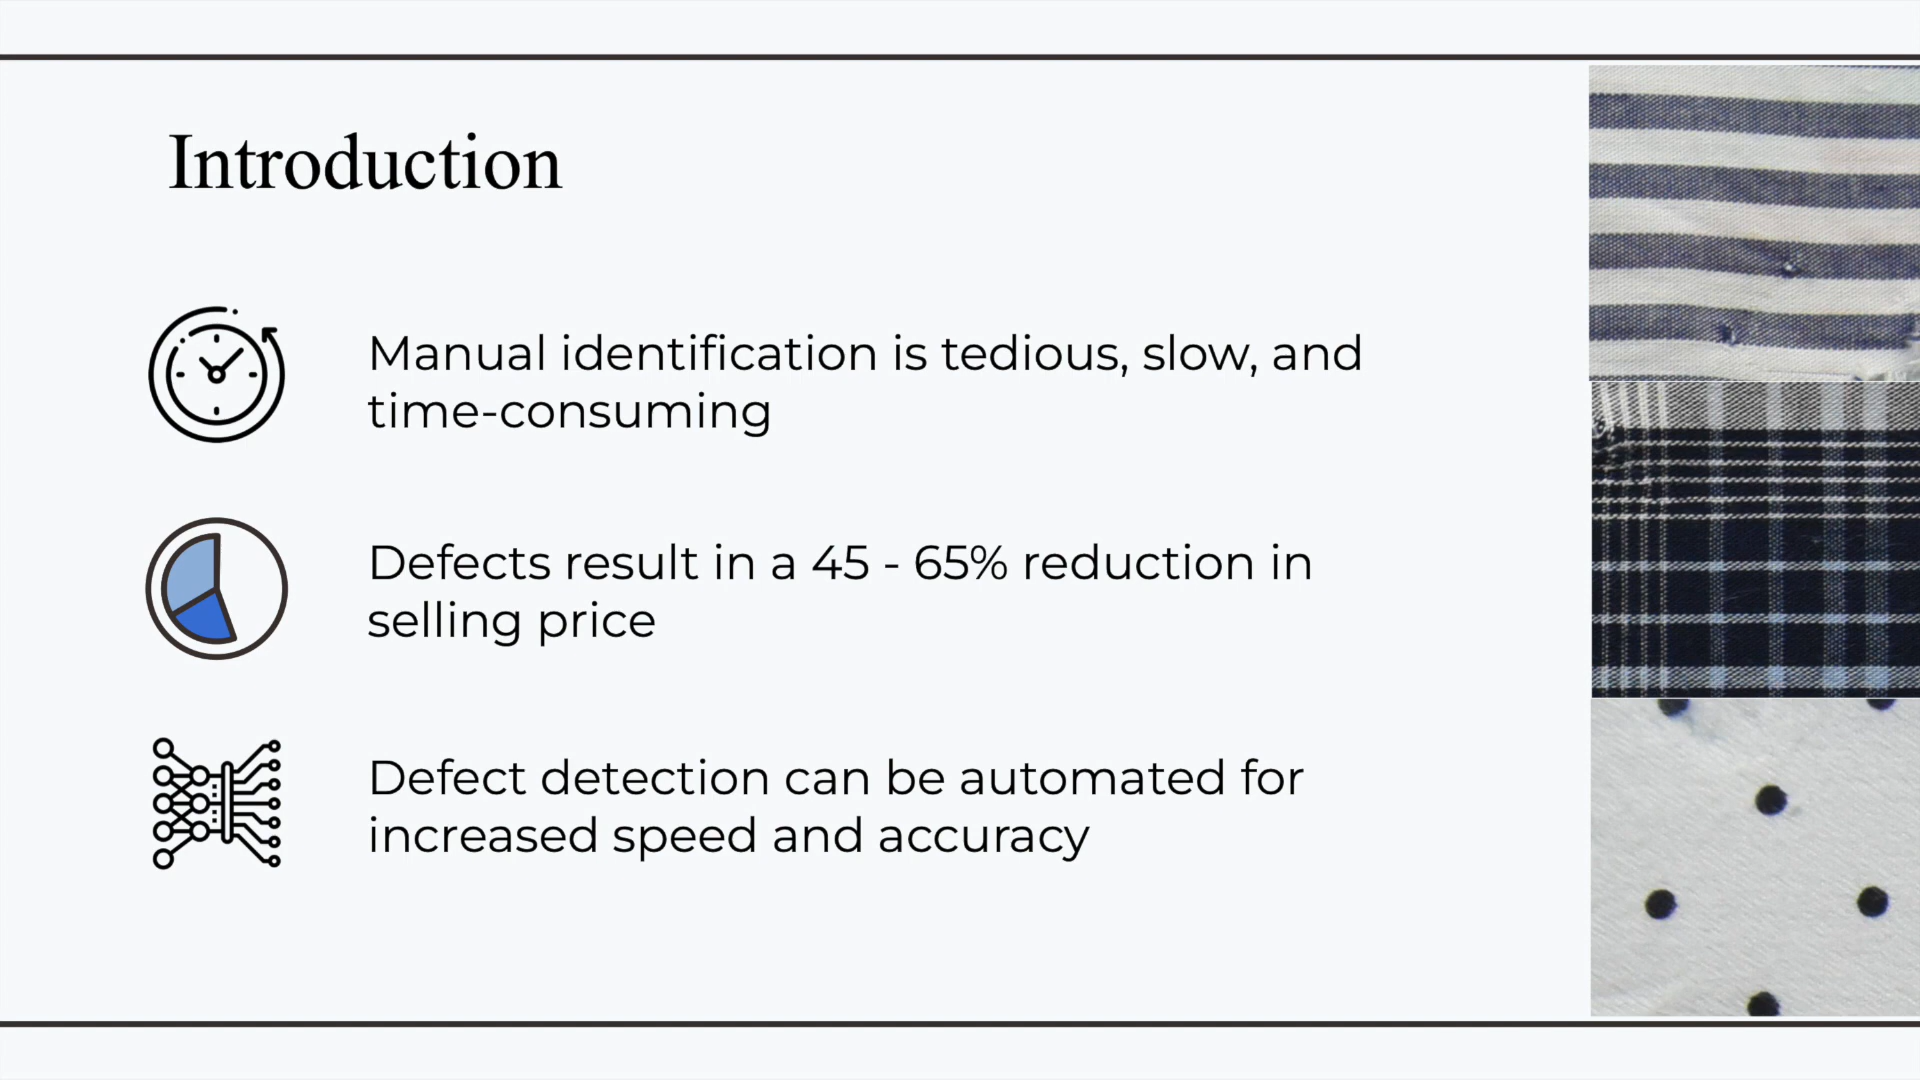 Introduction
Manual identification is tedious, slow, and
time-consuming
Defects result in a 45 - 65% reduction in
selling price
Defect detection can be automated for
increased speed and accuracy